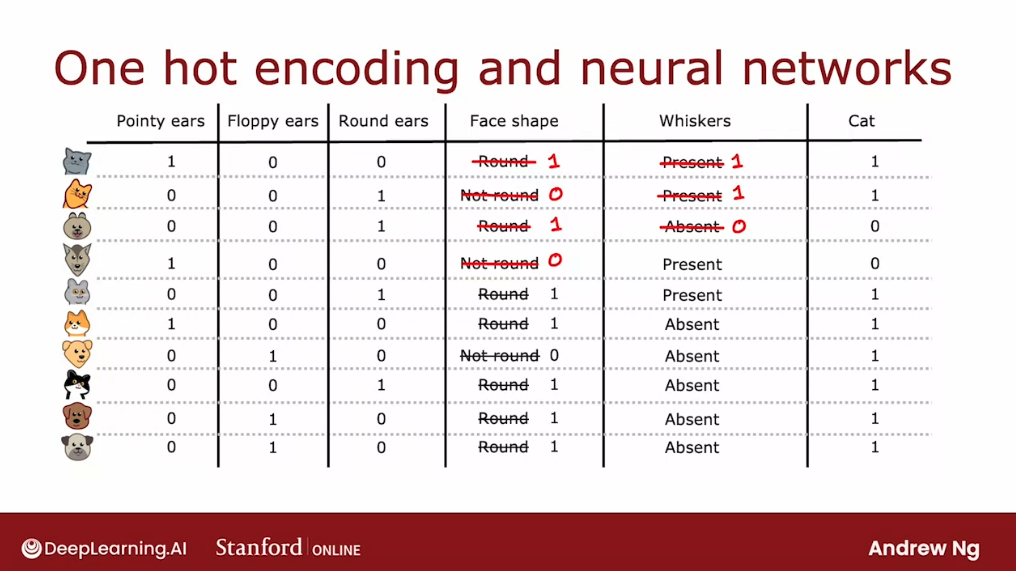 One hot encoding and neural networks
Pointy ears Floppy ears Round ears Face shape Whiskers Cat
1 0 0 Round 1 Present 1 1
0 0 1 Not round 0 Present 1 1
0 0 1 Round 1 Absent 0 0
1 0 0 Not round 0 Present 0
0 0 1 Round 1 Present 1
1 0 0 Round 1 Absent 1
0 1 0 Not round 0 Absent 1
0 0 1 Round 1 Absent 1
0 1 0 Round 1 Absent 1
0 1 0 Round 1 Absent 1
DeepLearning.AI Stanford ONLINE Andrew Ng